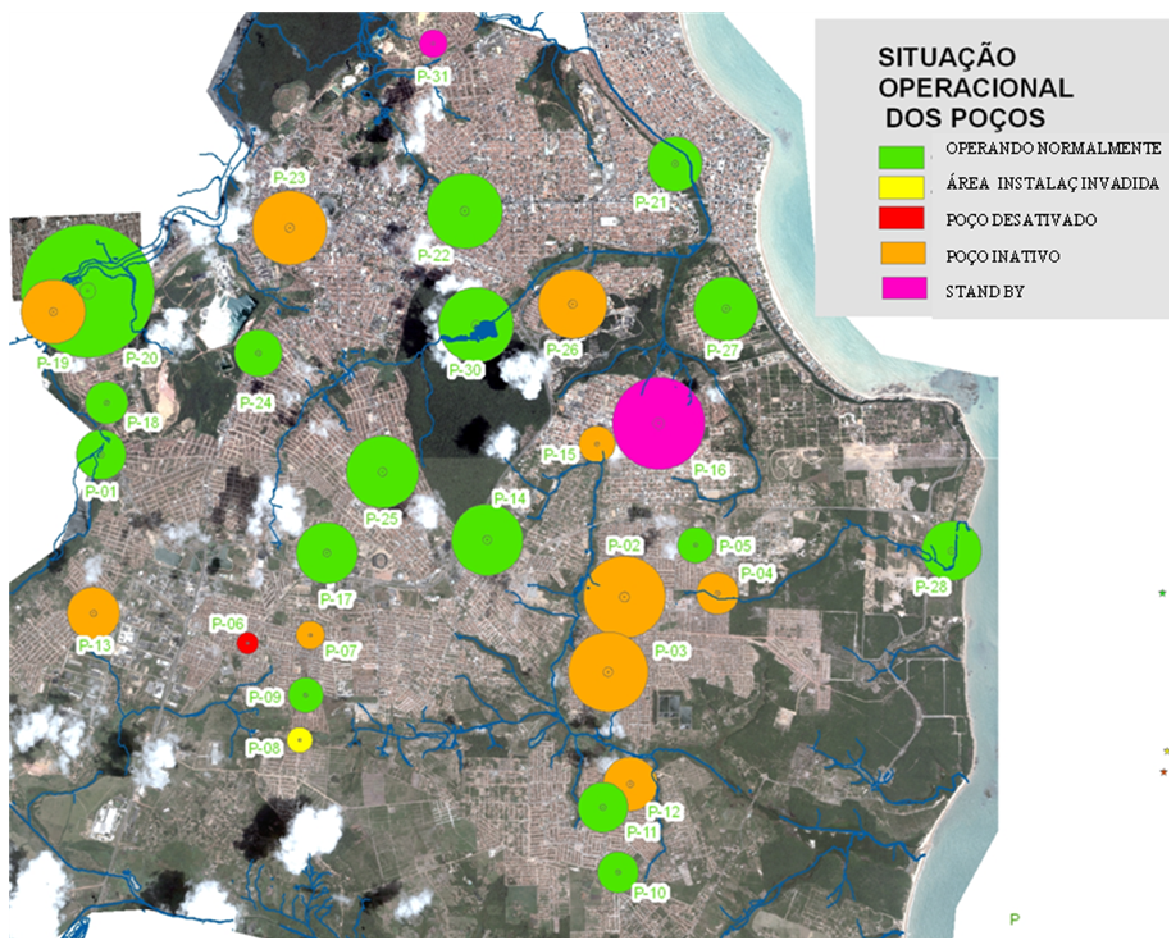 P-31
SITUAÇÃO
OPERACIONAL
DOS POÇOS
OPERANDO NORMALMENTE
ÁREA INSTALAÇ INVADIDA
POÇO DESATIVADO
POÇO INATIVO
STAND BY
P-23
P-21
P-22
P-19
P-20
P-30
P-26
P-27
P-24
P-18
P-15
P-01
P-16
P-25
P-14
P-02
P-05
P-04
P-28
P-17
P-06
P-13
P-07
P-03
P-09
P-08
P-12
P-11
P-10
P